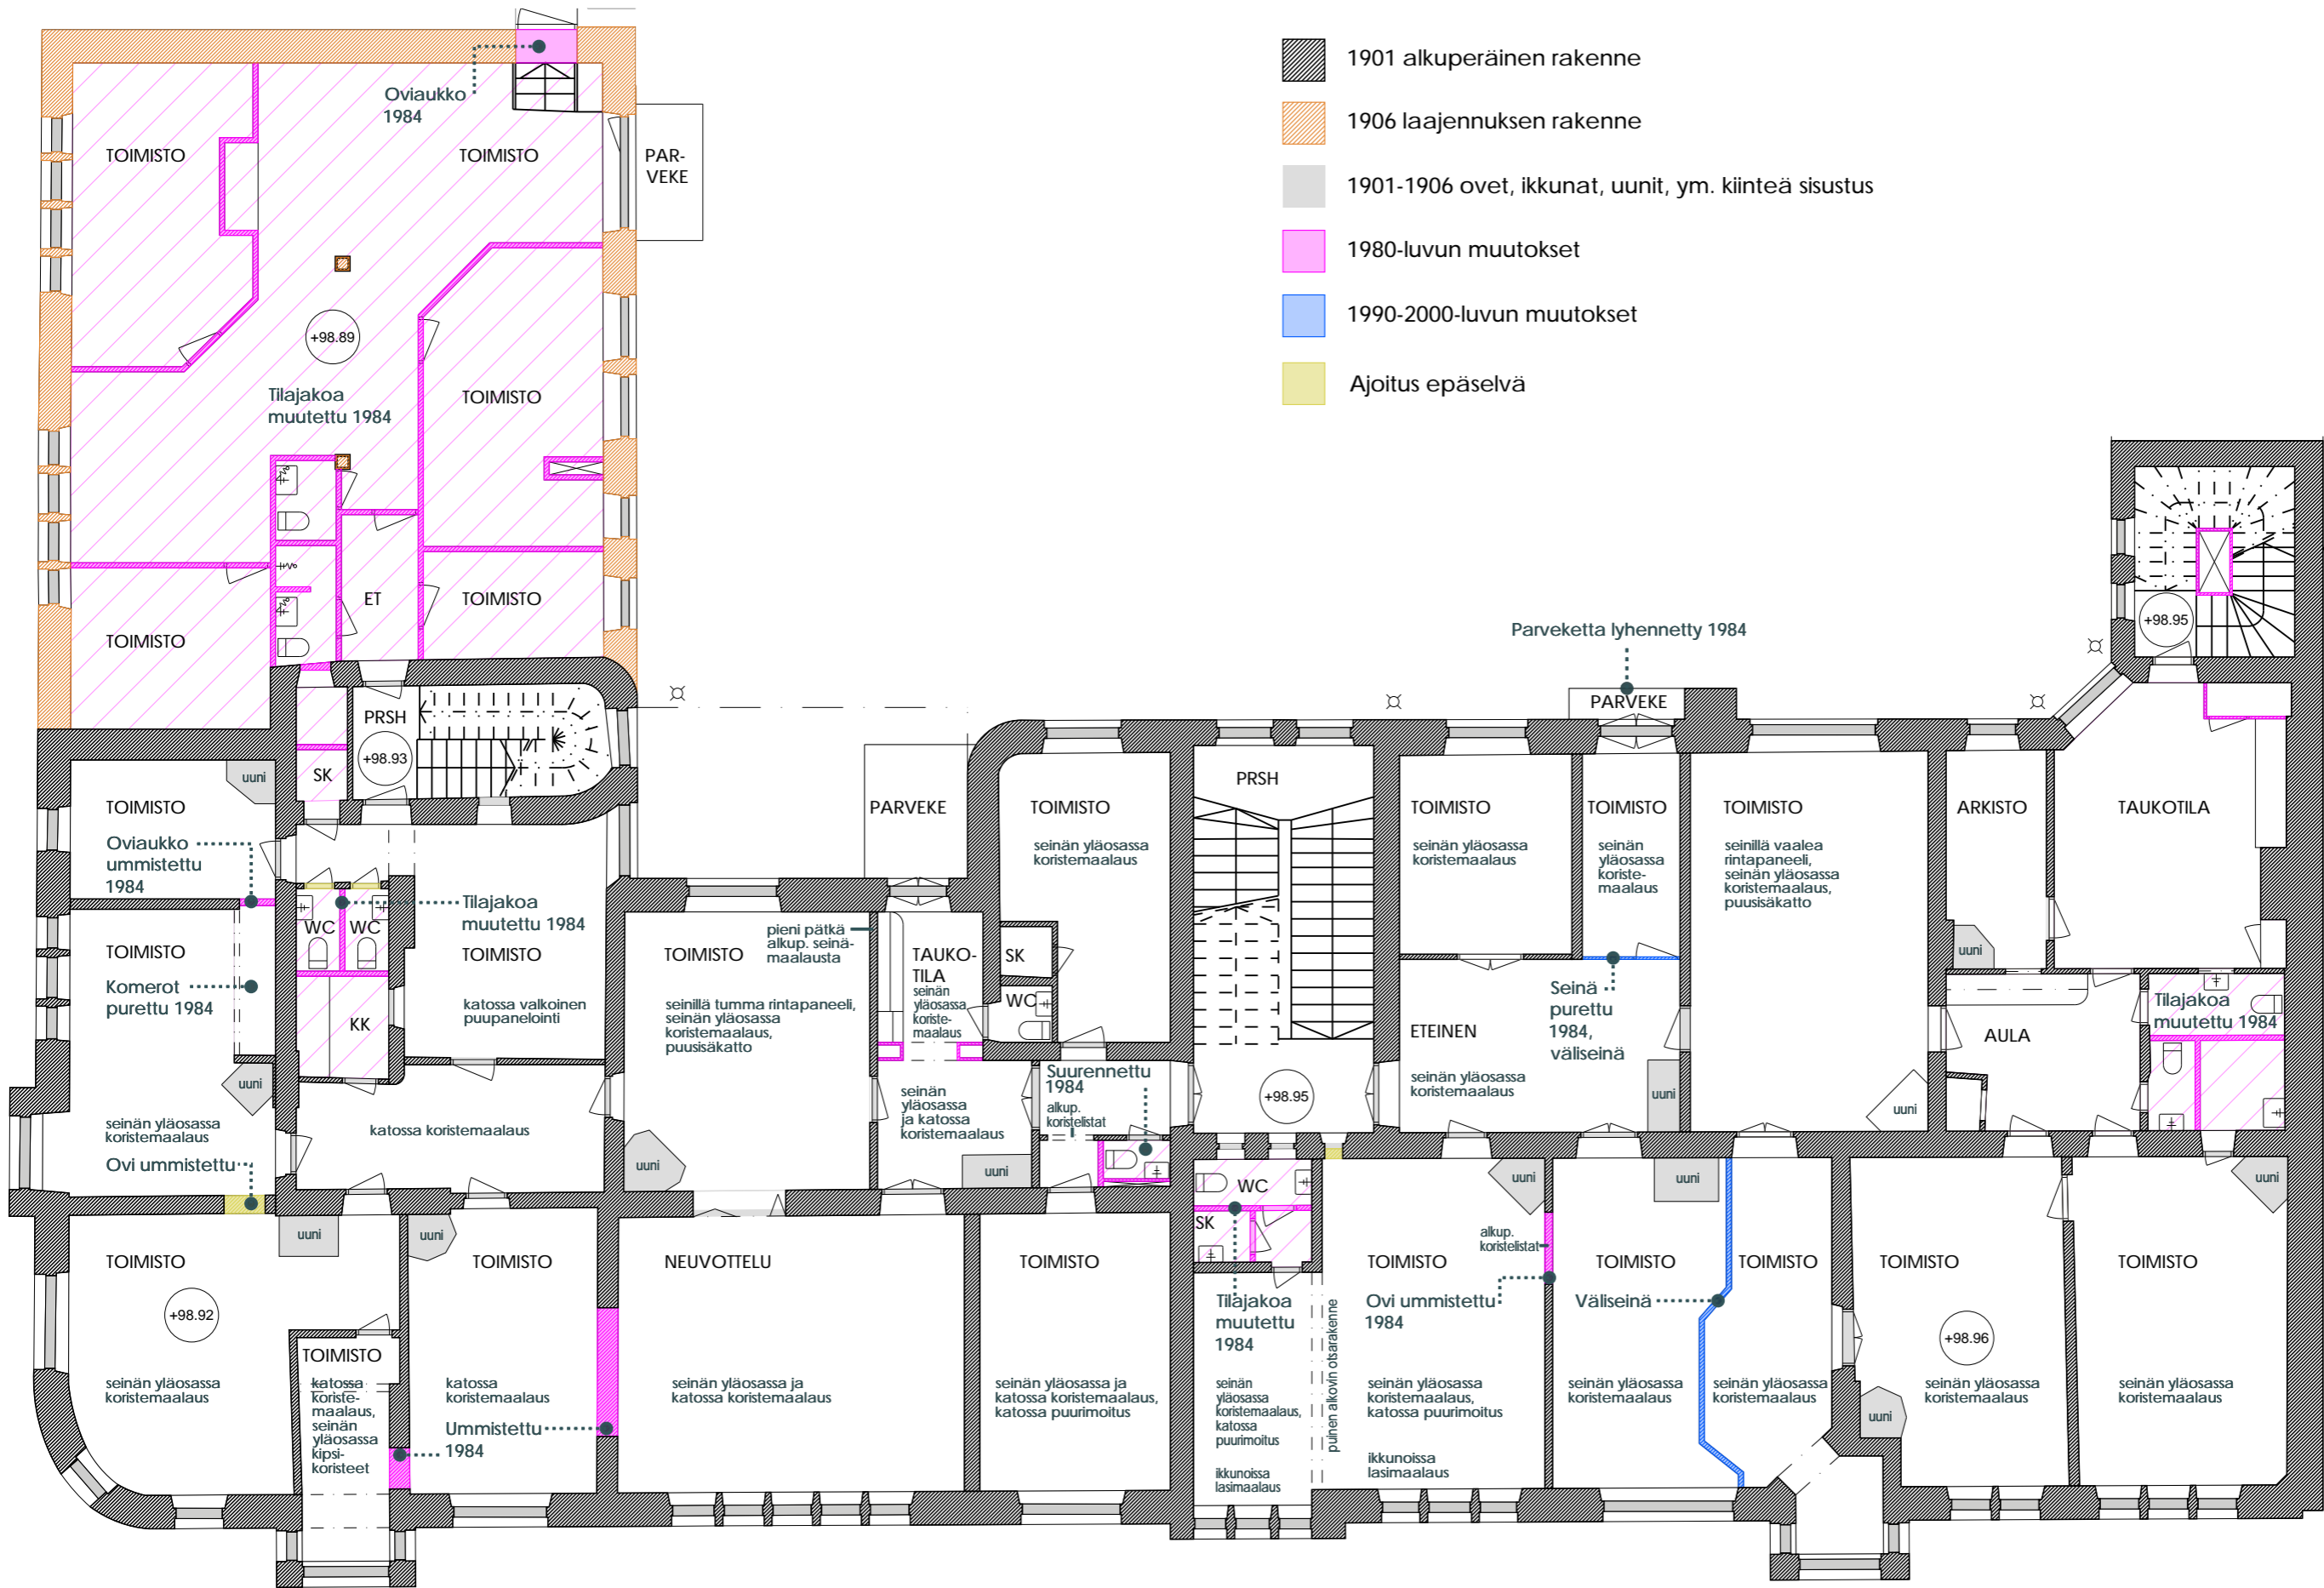 1901 alkuperäinen rakenne
1906 laajennuksen rakenne
1901-1906 ovet, ikkunat, uunit, ym. kiinteä sisustus
1980-luvun muutokset
1990-2000-luvun muutokset
Ajoitus epäselvä
Oviaukko
1984
TOIMISTO
TOIMISTO
PAR-
VEKE
+98.89
Tilajakoa
muutettu 1984
TOIMISTO
ET
TOIMISTO
TOIMISTO
PRSH
+98.93
SK
uuni
TOIMISTO
Oviaukko
ummistettu
1984
WC
WC
Tilajakoa
muutettu 1984
TOIMISTO
katossa valkoinen
puupanelointi
TOIMISTO
Komerot
purettu 1984
KK
uuni
seinän yläosassa
koristemaalaus
Ovi ummistettu
katossa koristemaalaus
TOIMISTO
seinillä tumma rintapaneeli,
seinän yläosassa
koristemaalaus,
puusisäkatto
uuni
pieni pätkä
alkup. seinä-
maalausta
PARVEKE
TAUKO-
TILA
seinän
yläosassa
koriste-
maalaus
seinän
yläosassa
ja katossa
koristemaalaus
uuni
TOIMISTO
seinän yläosassa
koristemaalaus
SK
WC
Suurennettu
1984
alkup.
koristelistat
PRSH
+98.95
TOIMISTO
seinän yläosassa
koristemaalaus
Parveketta lyhennetty 1984
PARVEKE
TOIMISTO
seinän
yläosassa
koriste-
maalaus
Seinä
purettu
1984,
väliseinä
ETEINEN
seinän yläosassa
koristemaalaus
uuni
TOIMISTO
seinillä vaalea
rintapaneeli,
seinän yläosassa
koristemaalaus,
puusisäkatto
uuni
ARKISTO
uuni
TAUKOTILA
+98.95
AULA
Tilajakoa
muutettu 1984
uuni
TOIMISTO
+98.92
seinän yläosassa
koristemaalaus
TOIMISTO
katossa
koriste-
maalaus,
seinän
yläosassa
kipsi-
koristeet
uuni
TOIMISTO
katossa
koristemaalaus
Ummistettu
1984
NEUVOTTELU
seinän yläosassa ja
katossa koristemaalaus
TOIMISTO
seinän yläosassa ja
katossa koristemaalaus,
katossa puurimoitus
WC
SK
Tilajakoa
muutettu
1984
seinän
yläosassa
koristemaalaus,
katossa
puurimoitus
ikkunoissa
lasimaalaus
puinen alkovin otsarakenne
uuni
TOIMISTO
alkup.
koristelistat
Ovi ummistettu
1984
seinän yläosassa
koristemaalaus,
katossa puurimoitus
ikkunoissa
lasimaalaus
uuni
TOIMISTO
Väliseinä
seinän yläosassa
koristemaalaus
TOIMISTO
seinän yläosassa
koristemaalaus
TOIMISTO
+98.96
seinän yläosassa
koristemaalaus
uuni
uuni
TOIMISTO
seinän yläosassa
koristemaalaus